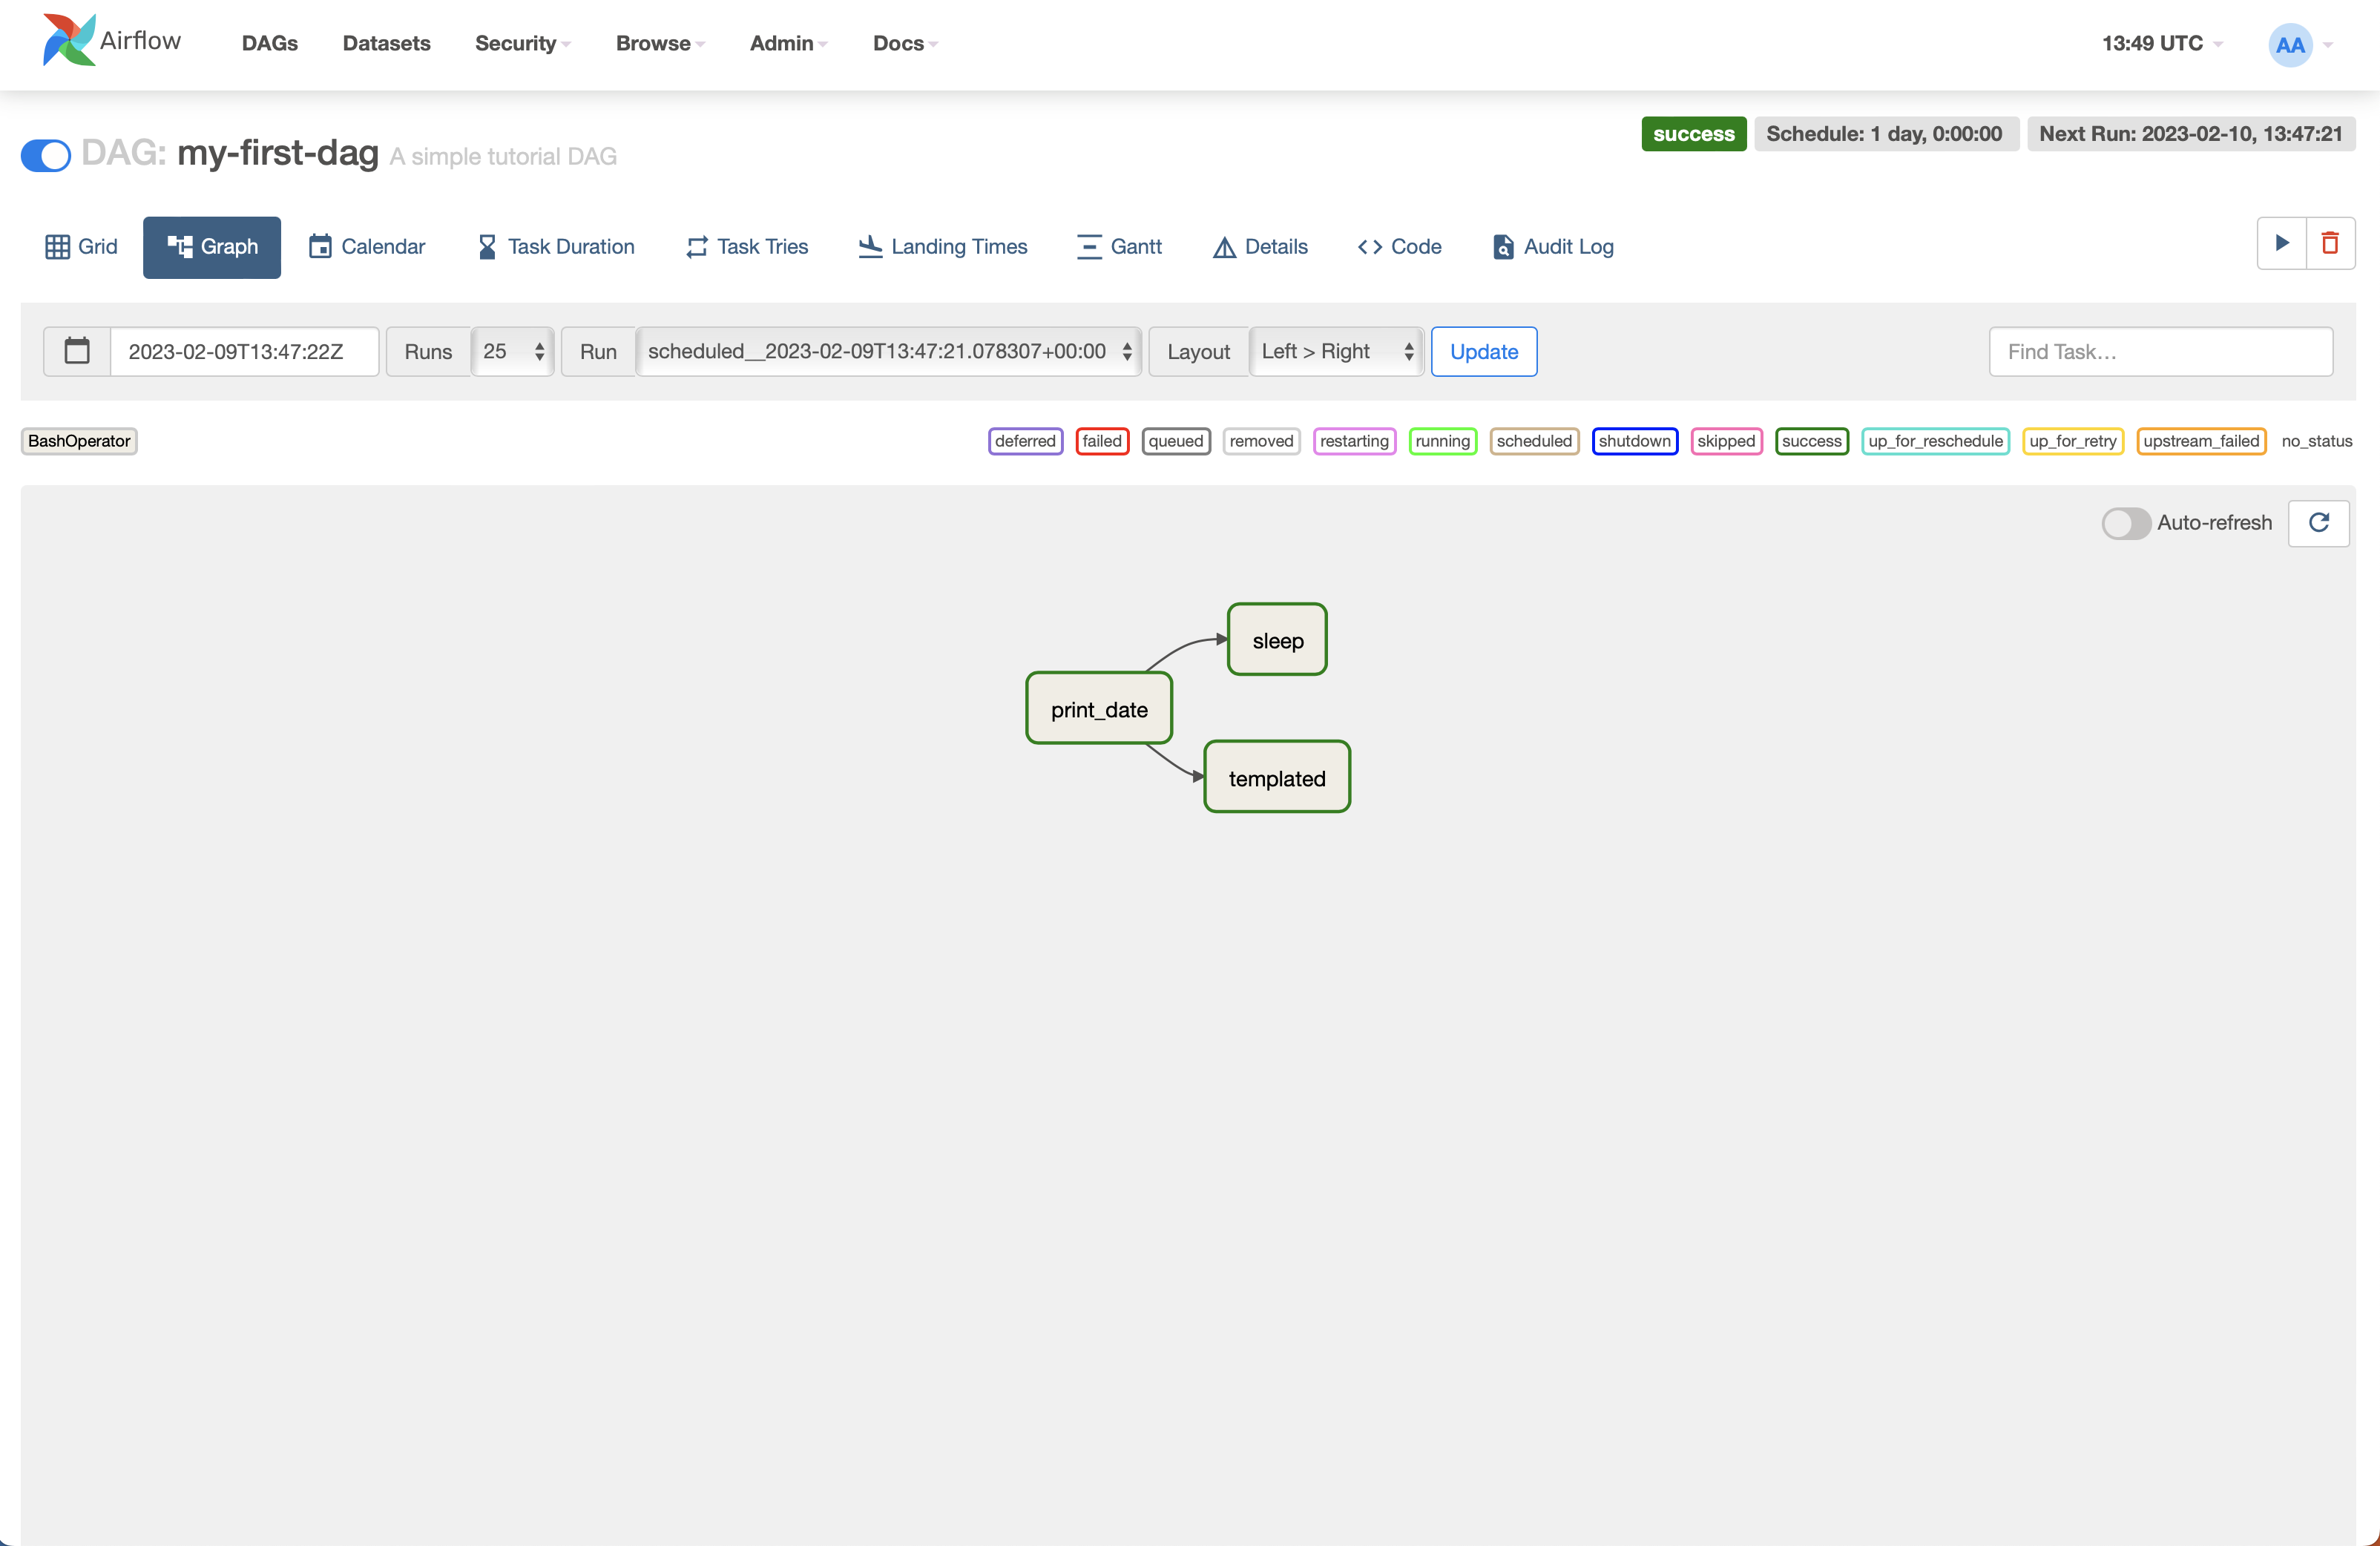 Airflow DAGs Datasets Security Browse Admin Docs 13:49 UTC AA
success Schedule: 1 day, 0:00:00 Next Run: 2023-02-10, 13:47:21
DAG: my-first-dag A simple tutorial DAG
Grid Graph Calendar Task Duration Task Tries Landing Times Gantt Details Code Audit Log
2023-02-09T13:47:22Z Runs 25 Run scheduled__2023-02-09T13:47:21.078307+00:00 Layout Left > Right Update Find Task...
BashOperator deferred failed queued removed restarting running scheduled shutdown skipped success up_for_reschedule up_for_retry upstream_failed no_status
Auto-refresh
sleep
print_date
templated